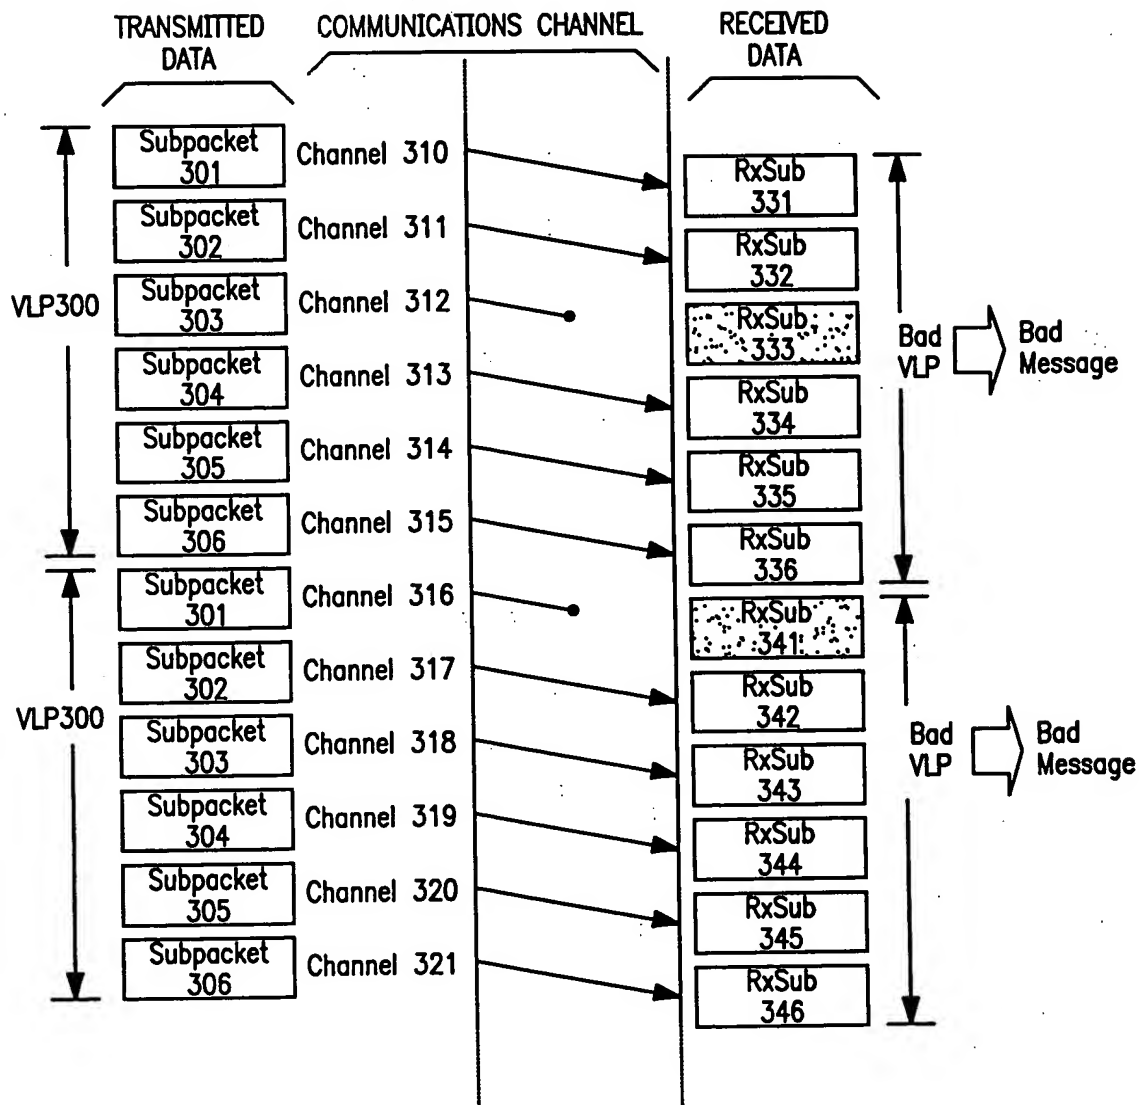 TRANSMITTED
DATA
COMMUNICATIONS CHANNEL
RECEIVED
DATA
VLP300
Subpacket
301
Channel 310
RxSub
331
Subpacket
302
Channel 311
RxSub
332
Subpacket
303
Channel 312
RxSub
333
Subpacket
304
Channel 313
RxSub
334
Subpacket
305
Channel 314
RxSub
335
Subpacket
306
Channel 315
RxSub
336
Bad
VLP
Bad
Message
VLP300
Subpacket
301
Channel 316
RxSub
341
Subpacket
302
Channel 317
RxSub
342
Subpacket
303
Channel 318
RxSub
343
Subpacket
304
Channel 319
RxSub
344
Subpacket
305
Channel 320
RxSub
345
Subpacket
306
Channel 321
RxSub
346
Bad
VLP
Bad
Message